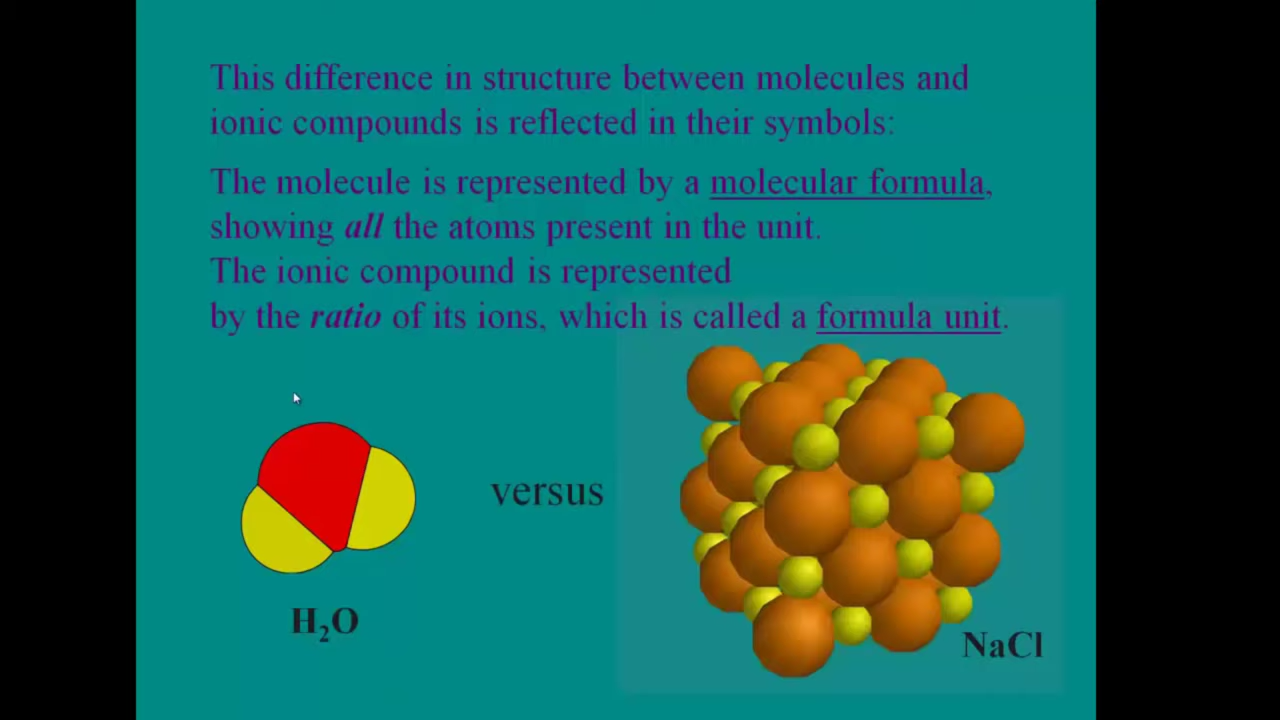 This difference in structure between molecules and
ionic compounds is reflected in their symbols:
The molecule is represented by a molecular formula,
showing all the atoms present in the unit.
The ionic compound is represented
by the ratio of its ions, which is called a formula unit.
versus
H₂O
NaCl